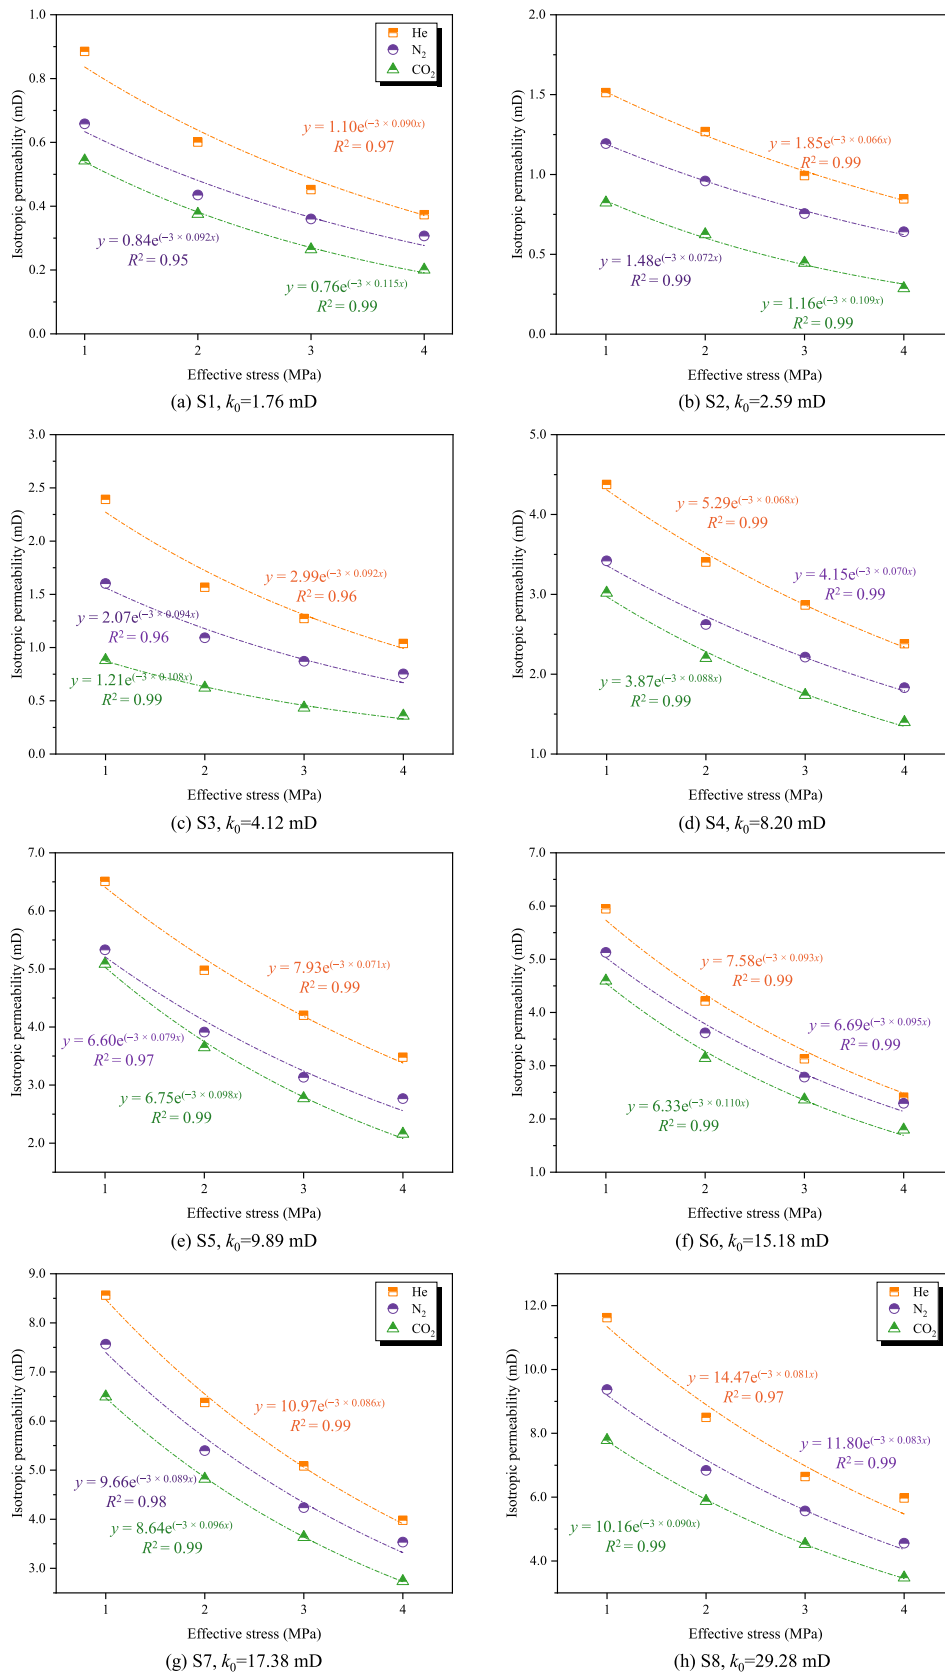 He
N₂
CO₂
y = 1.10e^(−3 × 0.090x)
R² = 0.97
y = 0.84e^(−3 × 0.092x)
R² = 0.95
y = 0.76e^(−3 × 0.115x)
R² = 0.99
Isotropic permeability (mD)
1.0
0.8
0.6
0.4
0.2
0.0
1 2 3 4
Effective stress (MPa)
(a) S1, k₀=1.76 mD
y = 1.85e^(−3 × 0.066x)
R² = 0.99
y = 1.48e^(−3 × 0.072x)
R² = 0.99
y = 1.16e^(−3 × 0.109x)
R² = 0.99
Isotropic permeability (mD)
2.0
1.5
1.0
0.5
0.0
1 2 3 4
Effective stress (MPa)
(b) S2, k₀=2.59 mD
y = 2.99e^(−3 × 0.092x)
R² = 0.96
y = 2.07e^(−3 × 0.094x)
R² = 0.96
y = 1.21e^(−3 × 0.108x)
R² = 0.99
Isotropic permeability (mD)
3.0
2.5
2.0
1.5
1.0
0.5
0.0
1 2 3 4
Effective stress (MPa)
(c) S3, k₀=4.12 mD
y = 5.29e^(−3 × 0.068x)
R² = 0.99
y = 4.15e^(−3 × 0.070x)
R² = 0.99
y = 3.87e^(−3 × 0.088x)
R² = 0.99
Isotropic permeability (mD)
5.0
4.0
3.0
2.0
1.0
1 2 3 4
Effective stress (MPa)
(d) S4, k₀=8.20 mD
y = 7.93e^(−3 × 0.071x)
R² = 0.99
y = 6.60e^(−3 × 0.079x)
R² = 0.97
y = 6.75e^(−3 × 0.098x)
R² = 0.99
Isotropic permeability (mD)
7.0
6.0
5.0
4.0
3.0
2.0
1 2 3 4
Effective stress (MPa)
(e) S5, k₀=9.89 mD
y = 7.58e^(−3 × 0.093x)
R² = 0.99
y = 6.69e^(−3 × 0.095x)
R² = 0.99
y = 6.33e^(−3 × 0.110x)
R² = 0.99
Isotropic permeability (mD)
7.0
6.0
5.0
4.0
3.0
2.0
1.0
1 2 3 4
Effective stress (MPa)
(f) S6, k₀=15.18 mD
He
N₂
CO₂
y = 10.97e^(−3 × 0.086x)
R² = 0.99
y = 9.66e^(−3 × 0.089x)
R² = 0.98
y = 8.64e^(−3 × 0.096x)
R² = 0.99
Isotropic permeability (mD)
9.0
8.0
7.0
6.0
5.0
4.0
3.0
1 2 3 4
Effective stress (MPa)
(g) S7, k₀=17.38 mD
He
N₂
CO₂
y = 14.47e^(−3 × 0.081x)
R² = 0.97
y = 11.80e^(−3 × 0.083x)
R² = 0.99
y = 10.16e^(−3 × 0.090x)
R² = 0.99
Isotropic permeability (mD)
12.0
10.0
8.0
6.0
4.0
1 2 3 4
Effective stress (MPa)
(h) S8, k₀=29.28 mD